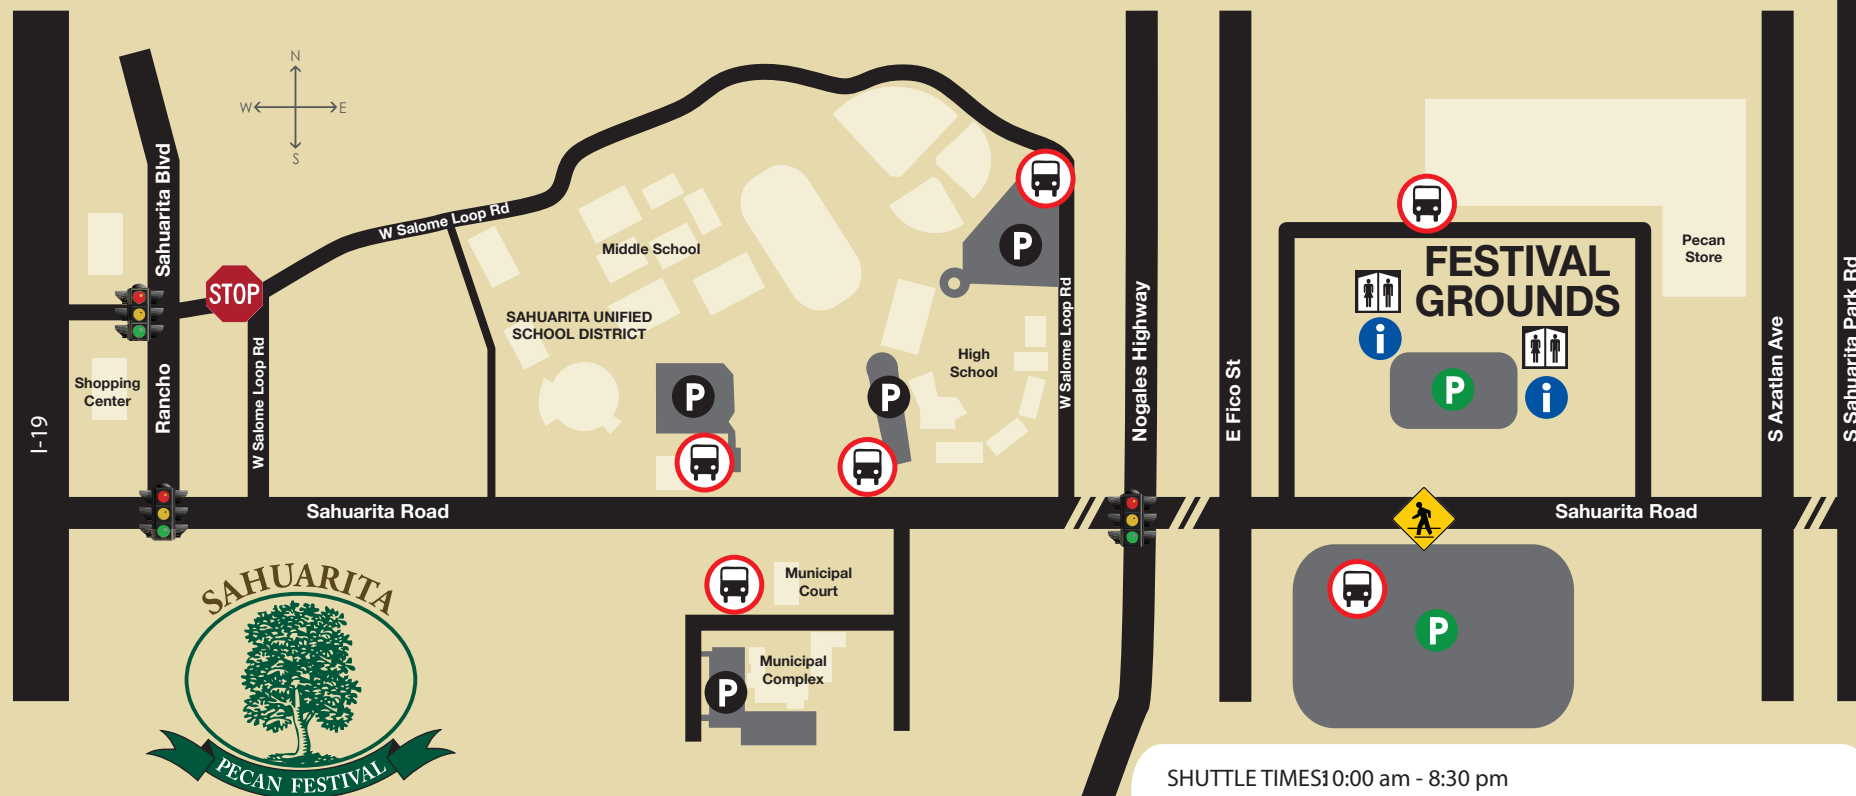 N
W
E
S
Sahuarita Blvd
Rancho
STOP
W Salome Loop Rd
W Salome Loop Rd
W Salome Loop Rd
Middle School
SAHUARITA UNIFIED
SCHOOL DISTRICT
High
School
P
P
P
Shopping
Center
I-19
Nogales Highway
E Fico St
FESTIVAL
GROUNDS
i
P
i
Pecan
Store
S Azatlan Ave
S Sahuarita Park Rd
Sahuarita Road
Sahuarita Road
Municipal
Court
Municipal
Complex
P
P
SAHUARITA
PECAN FESTIVAL
SHUTTLE TIMES:10:00 am - 8:30 pm